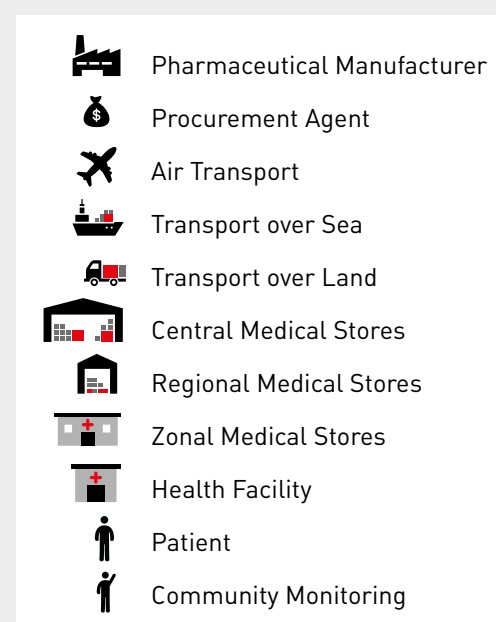 Pharmaceutical Manufacturer
$ Procurement Agent
Air Transport
Transport over Sea
Transport over Land
Central Medical Stores
Regional Medical Stores
Zonal Medical Stores
Health Facility
Patient
Community Monitoring